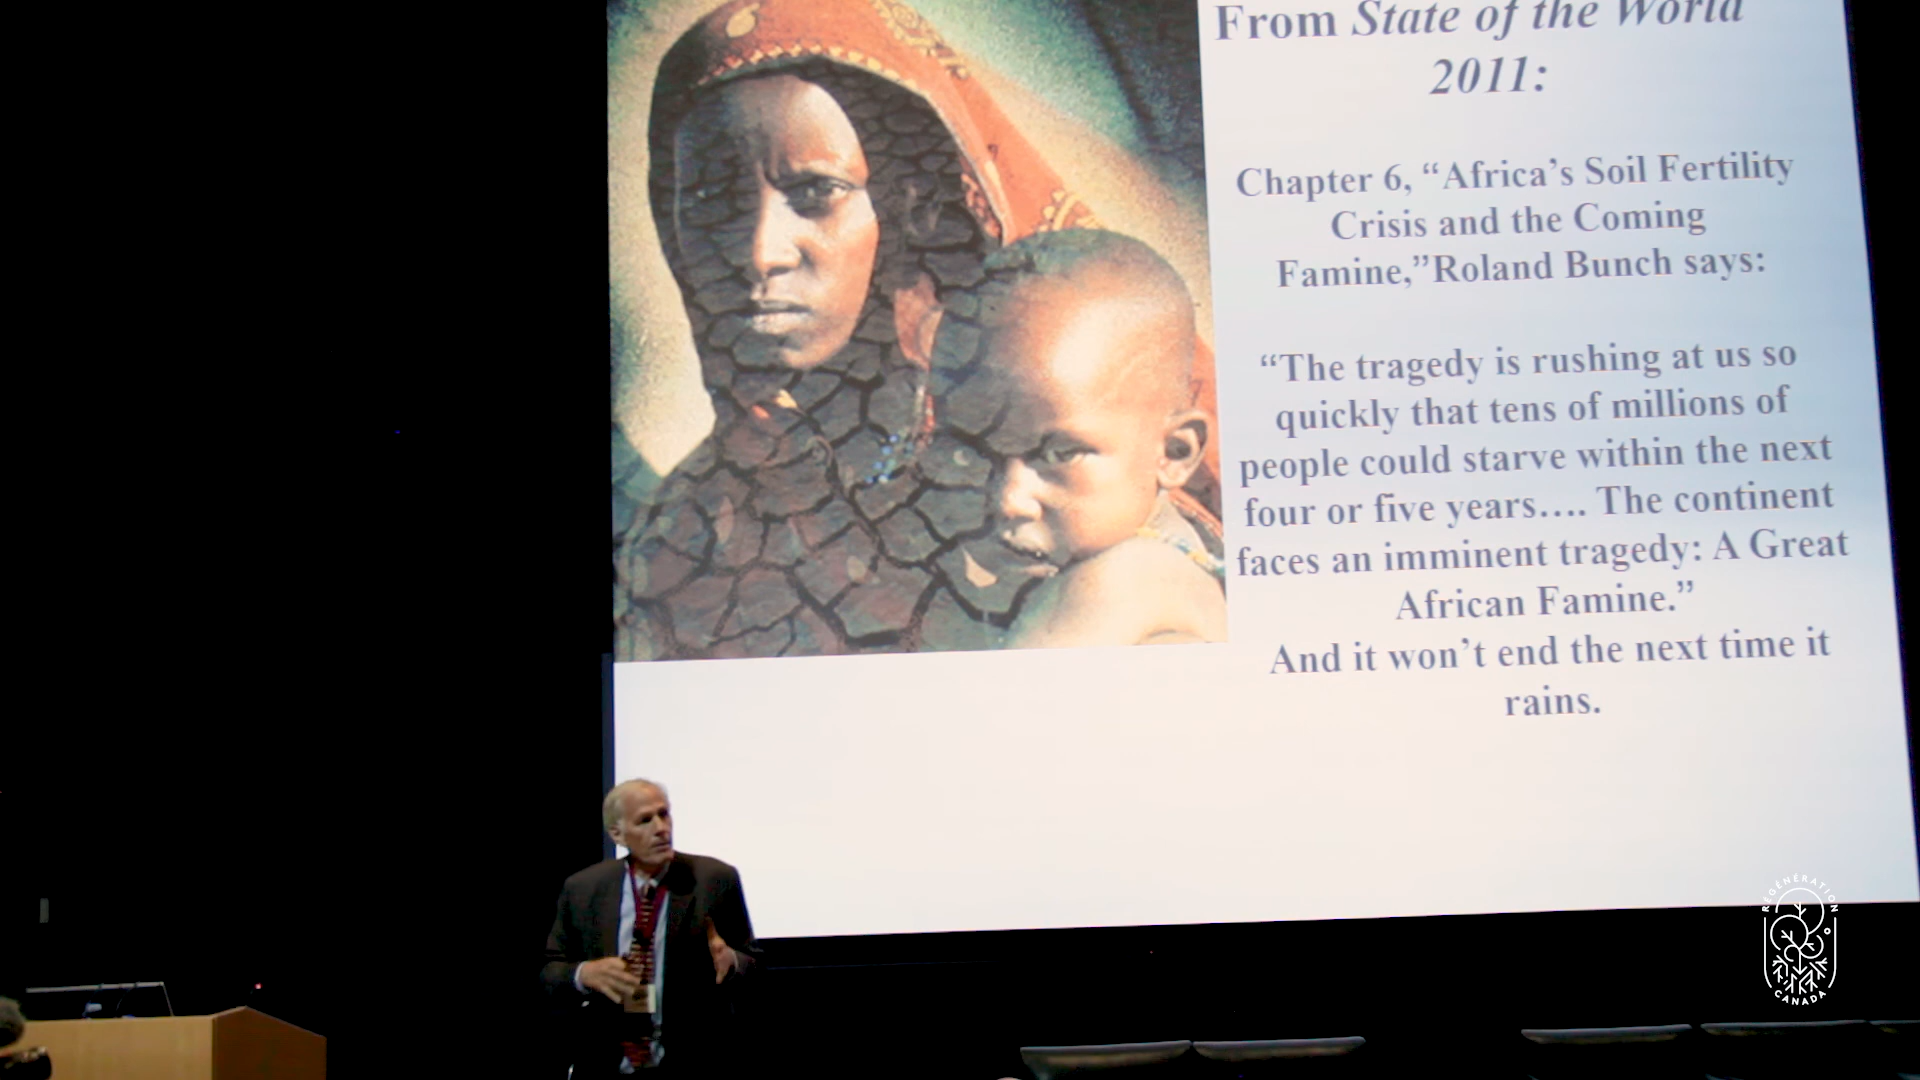 From State of the World
2011:
Chapter 6, “Africa’s Soil Fertility
Crisis and the Coming
Famine,”Roland Bunch says:
“The tragedy is rushing at us so
quickly that tens of millions of
people could starve within the next
four or five years…. The continent
faces an imminent tragedy: A Great
African Famine.”
And it won’t end the next time it
rains.
RÉGÉNÉRATION
CANADA